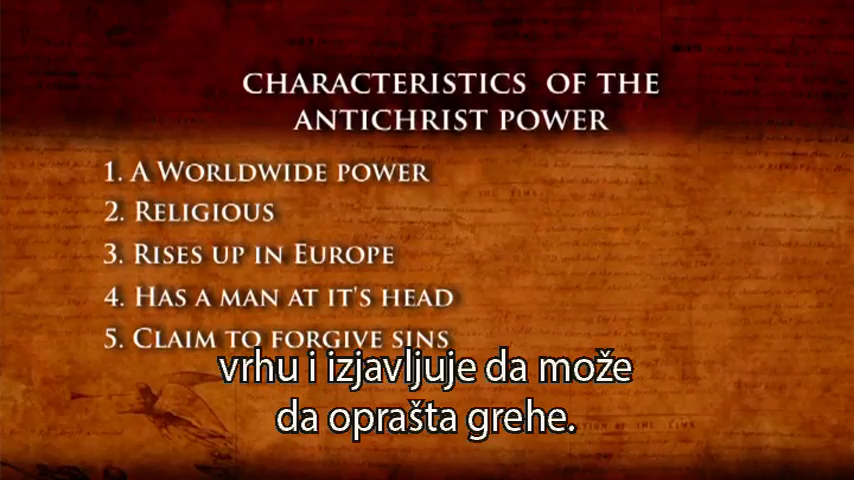 CHARACTERISTICS OF THE
ANTICHRIST POWER
1. A WORLDWIDE POWER
2. RELIGIOUS
3. RISES UP IN EUROPE
4. HAS A MAN AT IT'S HEAD
5. CLAIM TO FORGIVE SINS
vrhu i izjavljuje da može
da oprašta grehe.